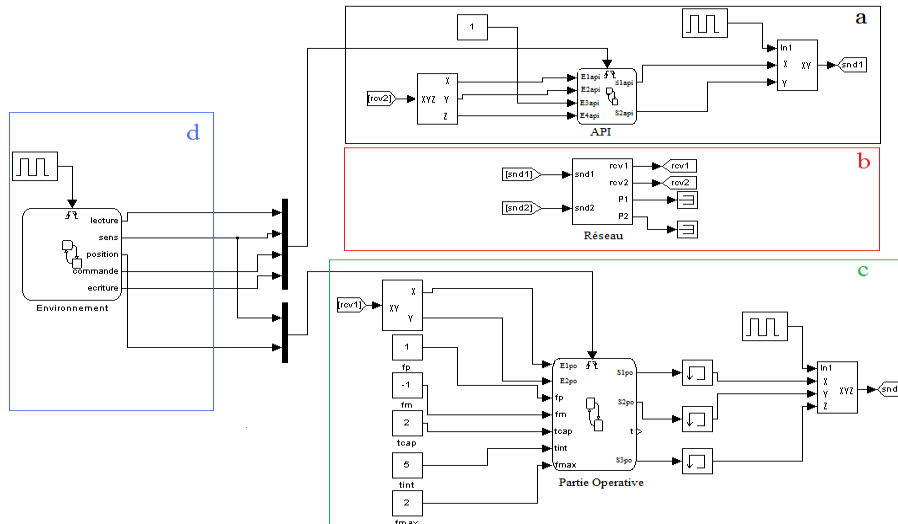 a
1
In1
X
Y
XY
snd1
[rcv2]
XYZ
X
Y
Z
E1api
E2api
E3api
E4api
S1api
S2api
API
d
lecture
sens
position
commande
ecriture
Environnement
b
[snd1]
[snd2]
snd1
snd2
rcv1
rcv2
P1
P2
rcv1
rcv2
Réseau
c
[rcv1]
XY
X
Y
1
fp
-1
fm
2
tcap
5
tint
2
fmax
E1po
E2po
fp
fm
tcap
tint
fmax
S1po
S2po
t
S3po
Partie Operative
In1
X
Y
Z
XYZ
snd